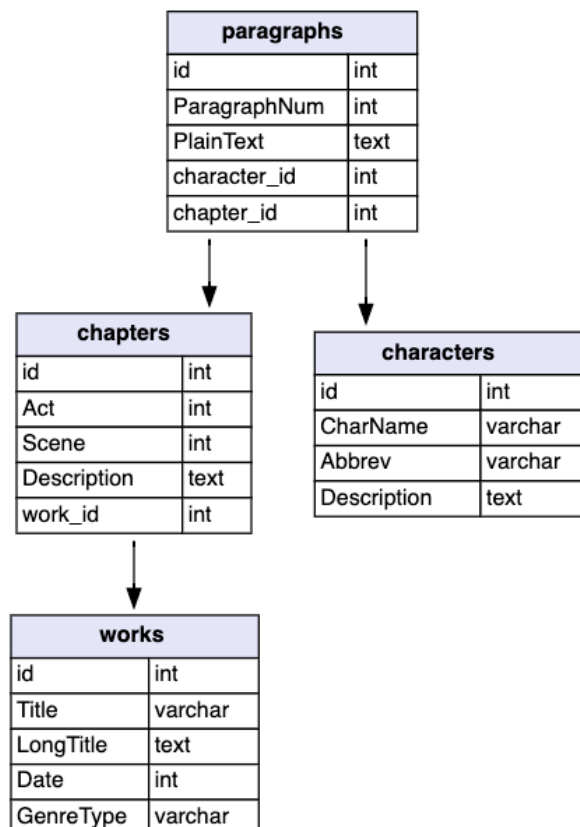 paragraphs
id int
ParagraphNum int
PlainText text
character_id int
chapter_id int
chapters
id int
Act int
Scene int
Description text
work_id int
characters
id int
CharName varchar
Abbrev varchar
Description text
works
id int
Title varchar
LongTitle text
Date int
GenreType varchar